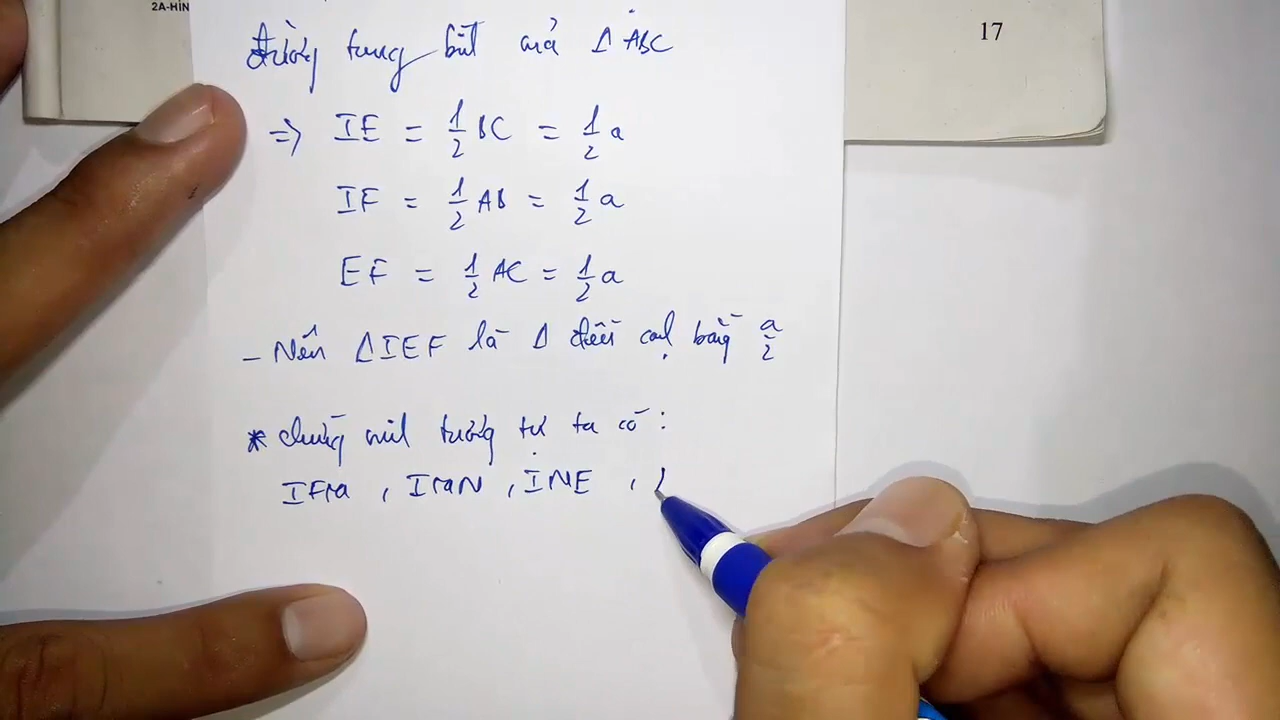 2A-HÌN
17
đường trung bình của Δ ABC
=> IE = 1/2 BC = 1/2 a
IF = 1/2 AB = 1/2 a
EF = 1/2 AC = 1/2 a
- Nên Δ IEF là Δ đều cạnh bằng a/2
* chứng minh tương tự ta có :
IFM , IMN , INE ,